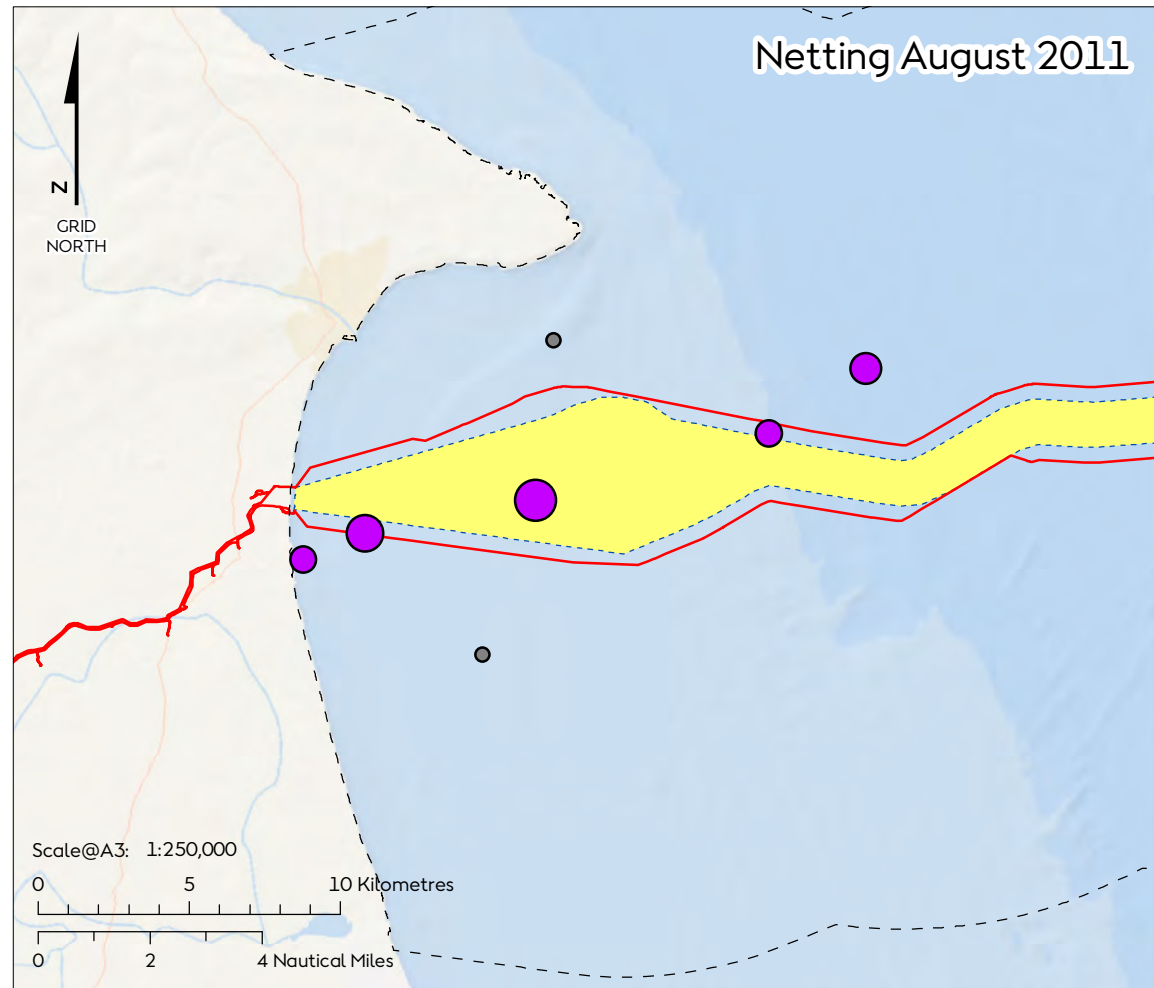 Netting August 2011
N
GRID
NORTH
Scale@A3: 1:250,000
0 5 10 Kilometres
0 2 4 Nautical Miles